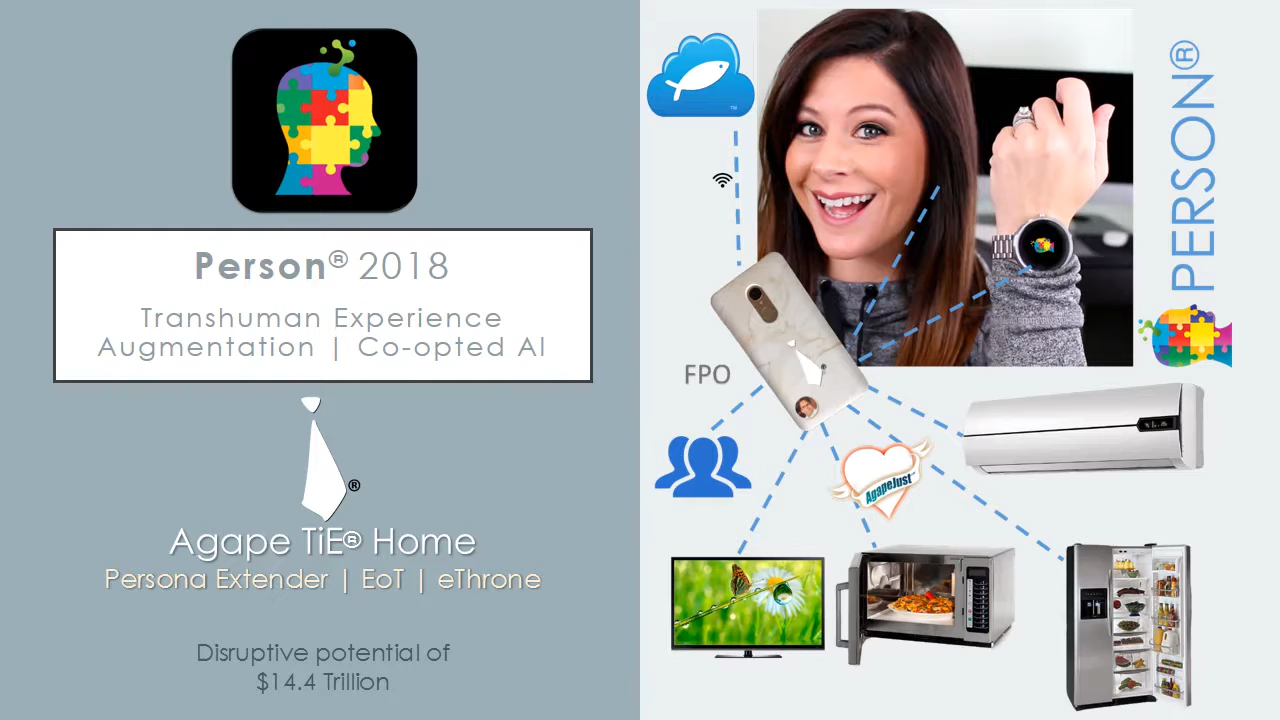 Person® 2018
Transhuman Experience
Augmentation | Co-opted AI
®
Agape TiE® Home
Persona Extender | EoT | eThrone
Disruptive potential of
$14.4 Trillion
TM
PERSON®
FPO
®
AgapeJust